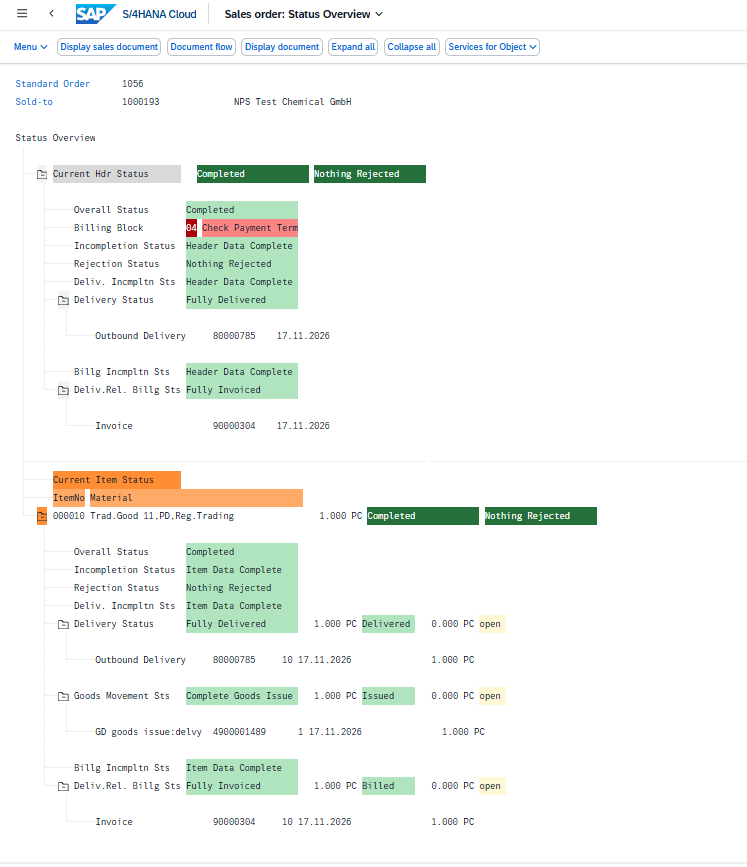 SAP S/4HANA Cloud Sales order: Status Overview
Menu Display sales document Document flow Display document Expand all Collapse all Services for Object
Standard Order 1056
Sold-to 1000193 NPS Test Chemical GmbH
Status Overview
Current Hdr Status Completed Nothing Rejected
Overall Status Completed
Billing Block 04 Check Payment Term
Incompletion Status Header Data Complete
Rejection Status Nothing Rejected
Deliv. Incmpltn Sts Header Data Complete
Delivery Status Fully Delivered
Outbound Delivery 80000785 17.11.2026
Billg Incmpltn Sts Header Data Complete
Deliv.Rel. Billg Sts Fully Invoiced
Invoice 90000304 17.11.2026
Current Item Status
ItemNo Material
000010 Trad.Good 11,PD,Reg.Trading 1.000 PC Completed Nothing Rejected
Overall Status Completed
Incompletion Status Item Data Complete
Rejection Status Nothing Rejected
Deliv. Incmpltn Sts Item Data Complete
Delivery Status Fully Delivered 1.000 PC Delivered 0.000 PC open
Outbound Delivery 80000785 10 17.11.2026 1.000 PC
Goods Movement Sts Complete Goods Issue 1.000 PC Issued 0.000 PC open
GD goods issue:delvy 4900001489 1 17.11.2026 1.000 PC
Billg Incmpltn Sts Item Data Complete
Deliv.Rel. Billg Sts Fully Invoiced 1.000 PC Billed 0.000 PC open
Invoice 90000304 10 17.11.2026 1.000 PC